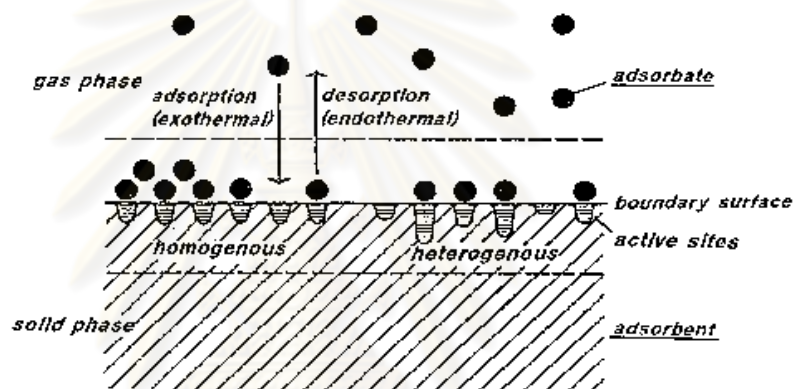 gas phase
adsorption
(exothermal)
desorption
(endothermal)
adsorbate
boundary surface
active sites
homogenous
heterogenous
solid phase
adsorbent